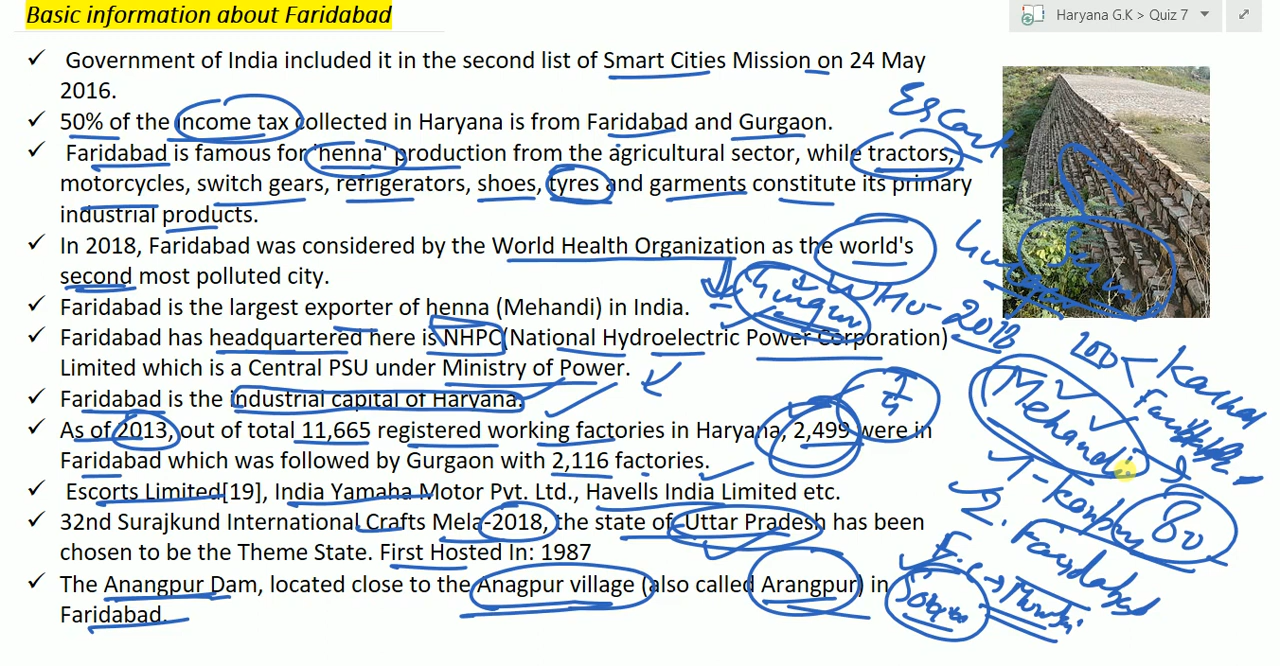 Basic information about Faridabad
Haryana G.K > Quiz 7
✓ Government of India included it in the second list of Smart Cities Mission on 24 May
2016.
✓ 50% of the income tax collected in Haryana is from Faridabad and Gurgaon.
Escort
✓ Faridabad is famous for 'henna' production from the agricultural sector, while tractors,
motorcycles, switch gears, refrigerators, shoes, tyres and garments constitute its primary
industrial products.
✓ In 2018, Faridabad was considered by the World Health Organization as the world's
second most polluted city.
✓ Faridabad is the largest exporter of henna (Mehandi) in India.
WHO-2018
✓ Faridabad has headquartered here is NHPC(National Hydroelectric Power Corporation)
Limited which is a Central PSU under Ministry of Power.
✓ Faridabad is the industrial capital of Haryana.
Mehandi
✓ As of 2013, out of total 11,665 registered working factories in Haryana, 2,499 were in
Faridabad which was followed by Gurgaon with 2,116 factories.
✓ Escorts Limited[19], India Yamaha Motor Pvt. Ltd., Havells India Limited etc.
1-Kanpur
80
2. Faridabad
✓ 32nd Surajkund International Crafts Mela-2018, the state of Uttar Pradesh has been
chosen to be the Theme State. First Hosted In: 1987
✓ The Anangpur Dam, located close to the Anagpur village (also called Arangpur) in
Faridabad.